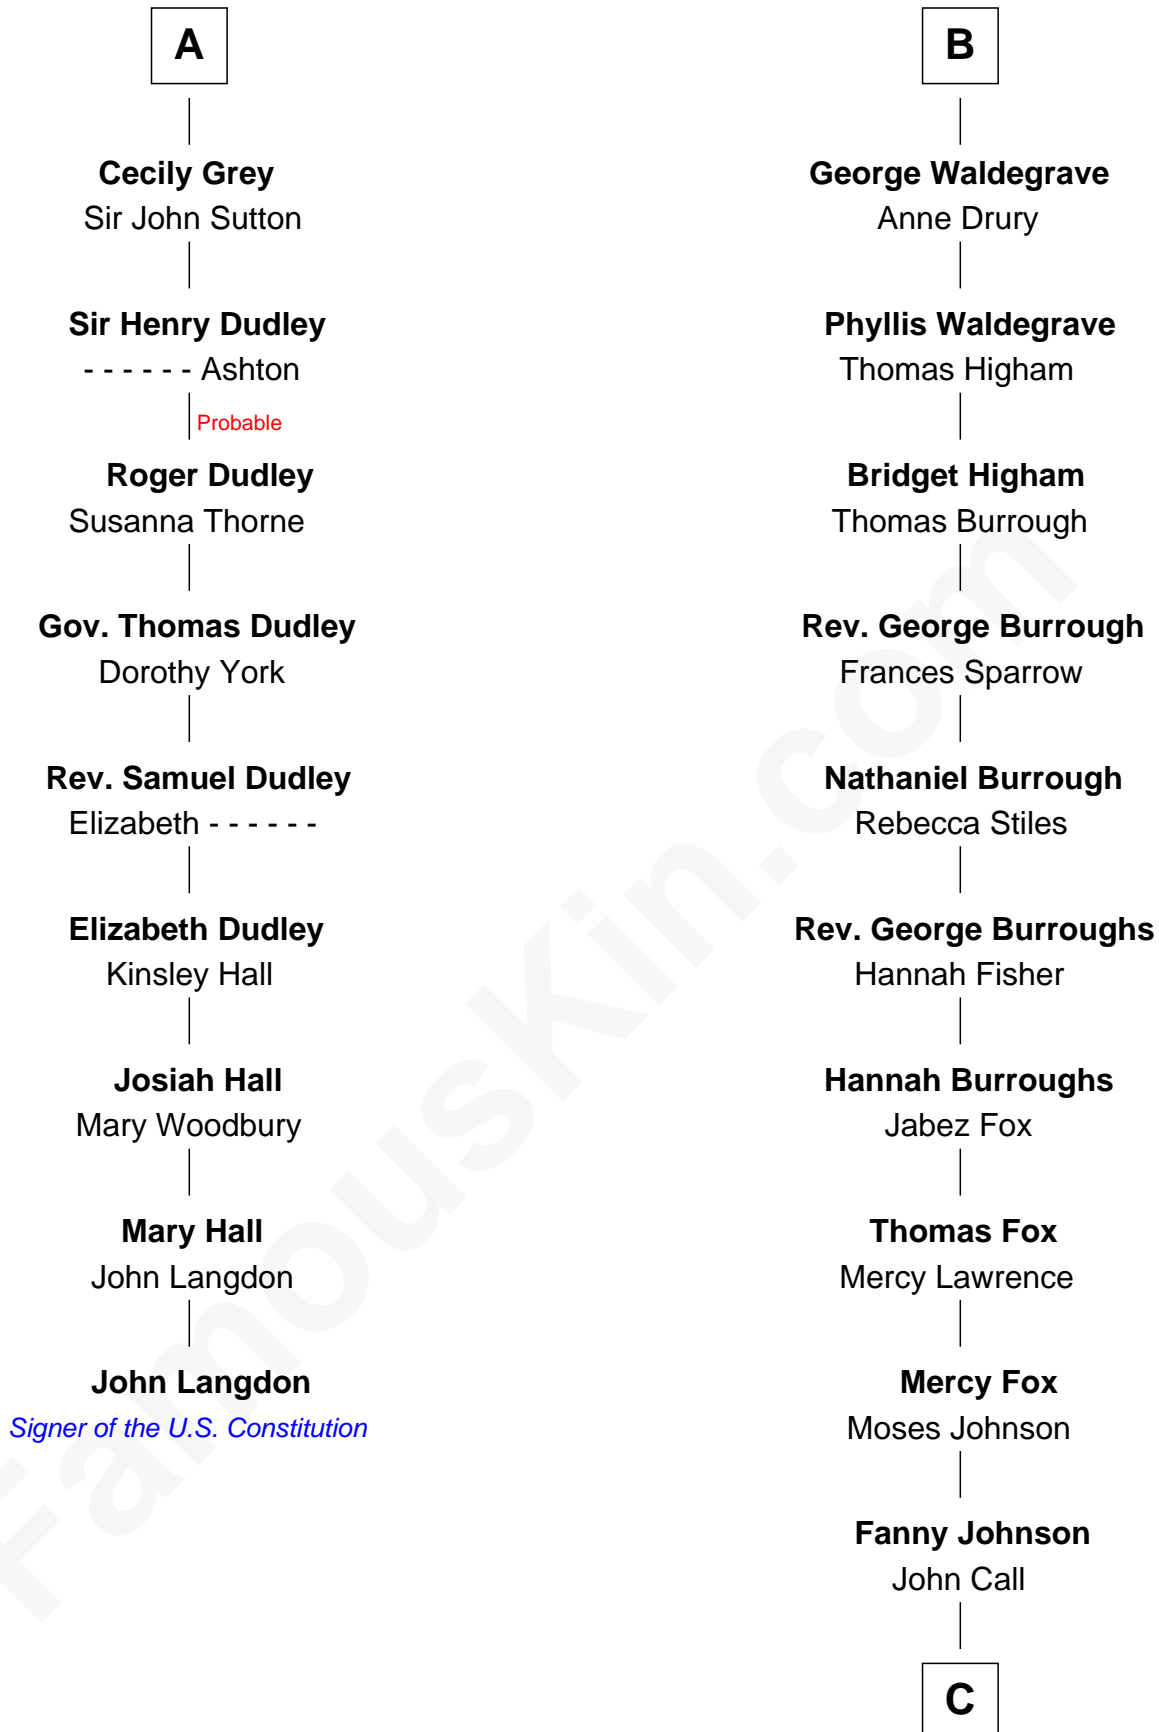 A
Cecily Grey
Sir John Sutton
Sir Henry Dudley
- - - - - - Ashton
Probable
Roger Dudley
Susanna Thorne
Gov. Thomas Dudley
Dorothy York
Rev. Samuel Dudley
Elizabeth - - - - - -
Elizabeth Dudley
Kinsley Hall
Josiah Hall
Mary Woodbury
Mary Hall
John Langdon
John Langdon
Signer of the U.S. Constitution
B
George Waldegrave
Anne Drury
Phyllis Waldegrave
Thomas Higham
Bridget Higham
Thomas Burrough
Rev. George Burrough
Frances Sparrow
Nathaniel Burrough
Rebecca Stiles
Rev. George Burroughs
Hannah Fisher
Hannah Burroughs
Jabez Fox
Thomas Fox
Mercy Lawrence
Mercy Fox
Moses Johnson
Fanny Johnson
John Call
C
FamousKin.com